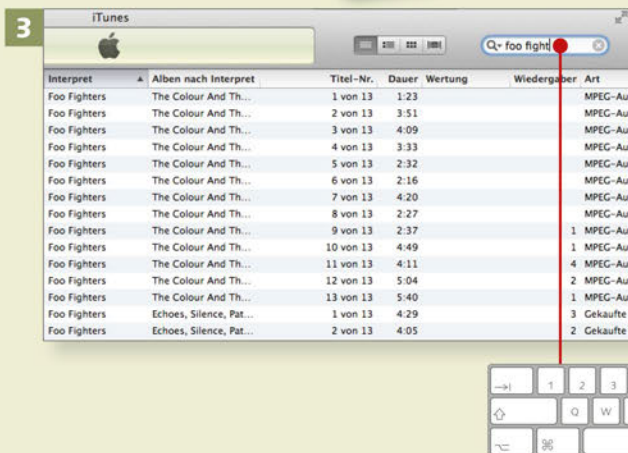 3
iTunes
foo fight
Interpret Alben nach Interpret Titel-Nr. Dauer Wertung Wiedergaber Art
Foo Fighters The Colour And Th... 1 von 13 1:23 MPEG-Au
Foo Fighters The Colour And Th... 2 von 13 3:51 MPEG-Au
Foo Fighters The Colour And Th... 3 von 13 4:09 MPEG-Au
Foo Fighters The Colour And Th... 4 von 13 3:33 MPEG-Au
Foo Fighters The Colour And Th... 5 von 13 2:32 MPEG-Au
Foo Fighters The Colour And Th... 6 von 13 2:16 MPEG-Au
Foo Fighters The Colour And Th... 7 von 13 4:20 MPEG-Au
Foo Fighters The Colour And Th... 8 von 13 2:27 MPEG-Au
Foo Fighters The Colour And Th... 9 von 13 2:37 1 MPEG-Au
Foo Fighters The Colour And Th... 10 von 13 4:49 1 MPEG-Au
Foo Fighters The Colour And Th... 11 von 13 4:11 4 MPEG-Au
Foo Fighters The Colour And Th... 12 von 13 5:04 2 MPEG-Au
Foo Fighters The Colour And Th... 13 von 13 5:40 1 MPEG-Au
Foo Fighters Echoes, Silence, Pat... 1 von 13 4:29 3 Gekaufte
Foo Fighters Echoes, Silence, Pat... 2 von 13 4:05 2 Gekaufte
1 2 3
Q W